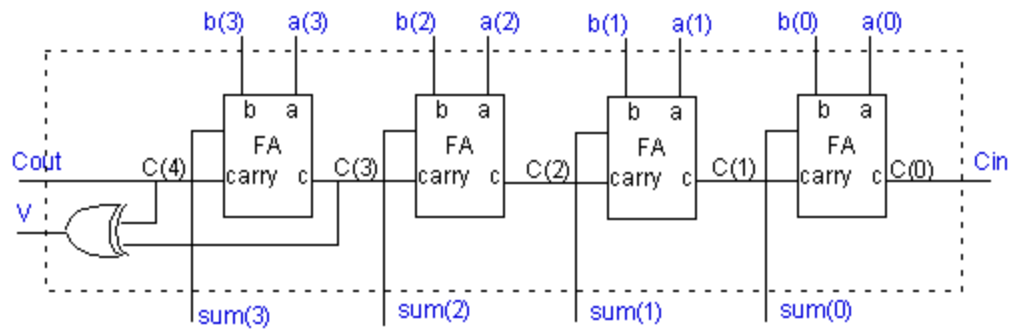 b(3) a(3) b(2) a(2) b(1) a(1) b(0) a(0)
b a b a b a b a
FA FA FA FA
Cout C(4) carry c C(3) carry c C(2) carry c C(1) carry c C(0) Cin
V
sum(3) sum(2) sum(1) sum(0)